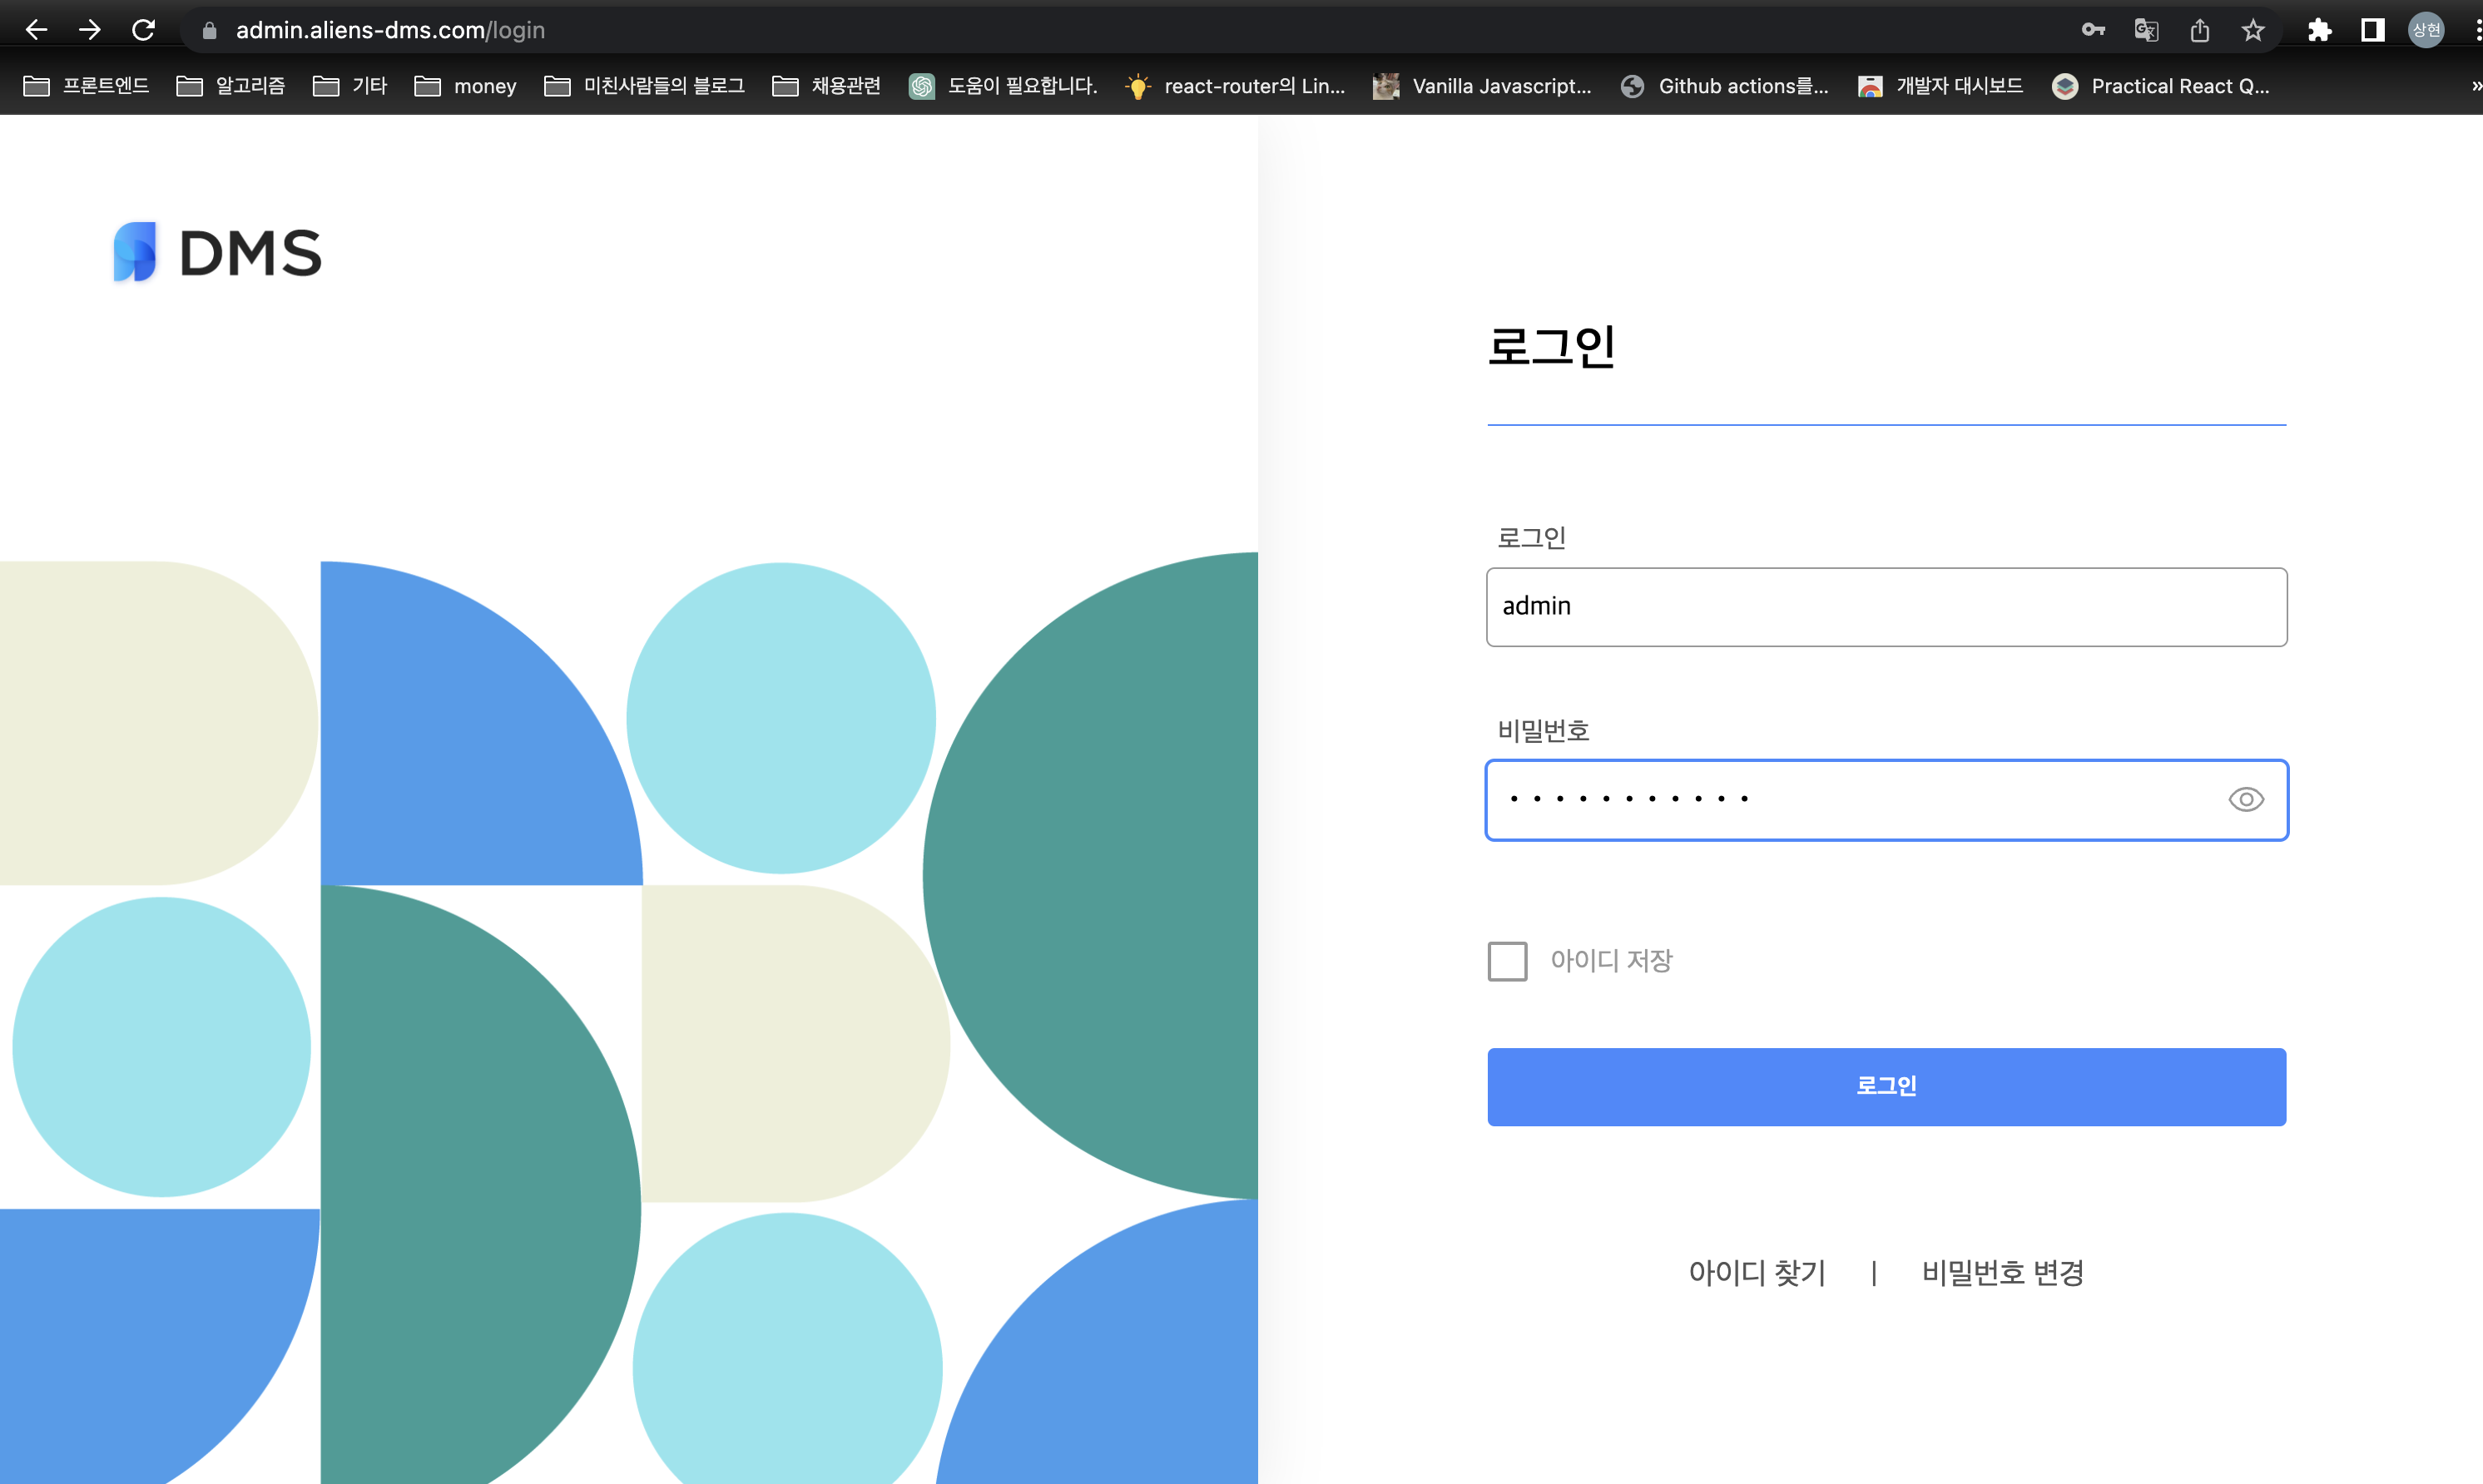 admin.aliens-dms.com/login
상현
프론트엔드 알고리즘 기타 money 미친사람들의 블로그 채용관련 도움이 필요합니다. react-router의 Lin... Vanilla Javascript... Github actions를... 개발자 대시보드 Practical React Q... »
DMS
로그인
로그인
admin
비밀번호
아이디 저장
로그인
아이디 찾기 | 비밀번호 변경